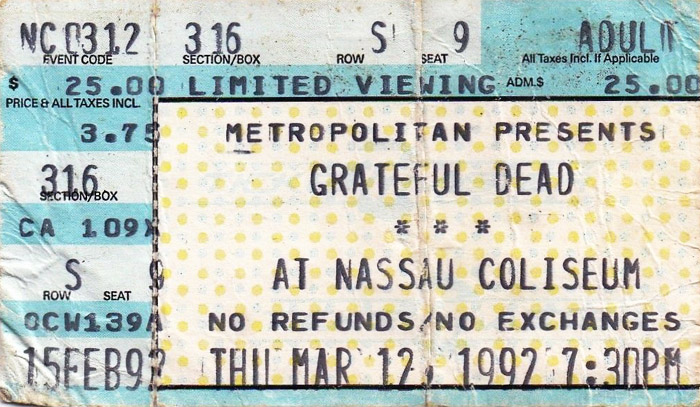 NC0312 316 S 9 ADULT
EVENT CODE SECTION/BOX ROW SEAT All Taxes Incl. If Applicable
$ 25.00 LIMITED VIEWING ADM.$ 25.00
PRICE & ALL TAXES INCL.
3.75 METROPOLITAN PRESENTS
316 GRATEFUL DEAD
SECTION/BOX
CA 109X * * *
S 9 AT NASSAU COLISEUM
ROW SEAT
OCW139A NO REFUNDS/NO EXCHANGES
15FEB92 THU MAR 12, 1992 7:30PM